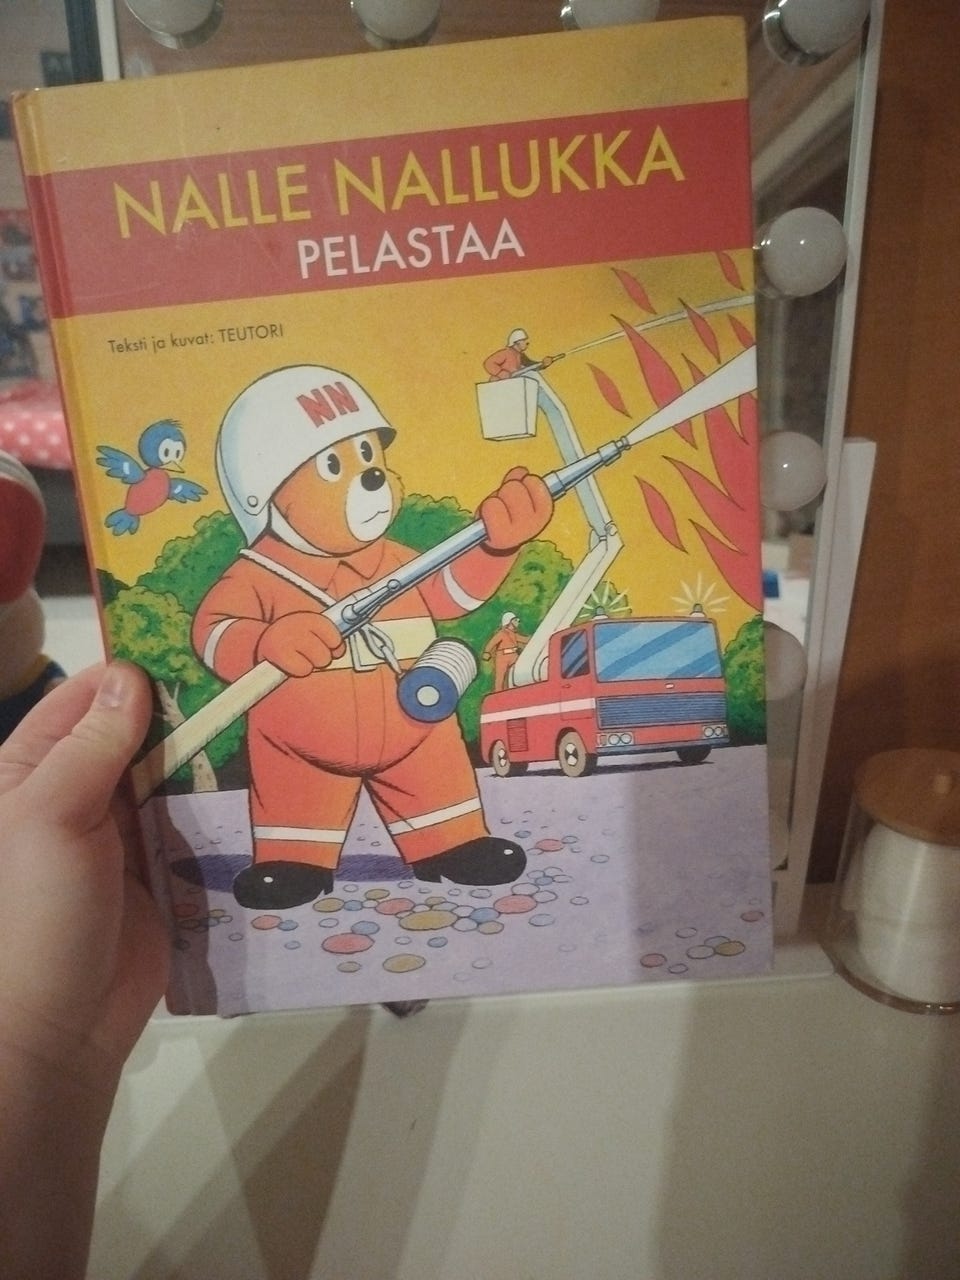 NALLE NALLUKKA
PELASTAA
Teksti ja kuvat: TEUTORI
NN